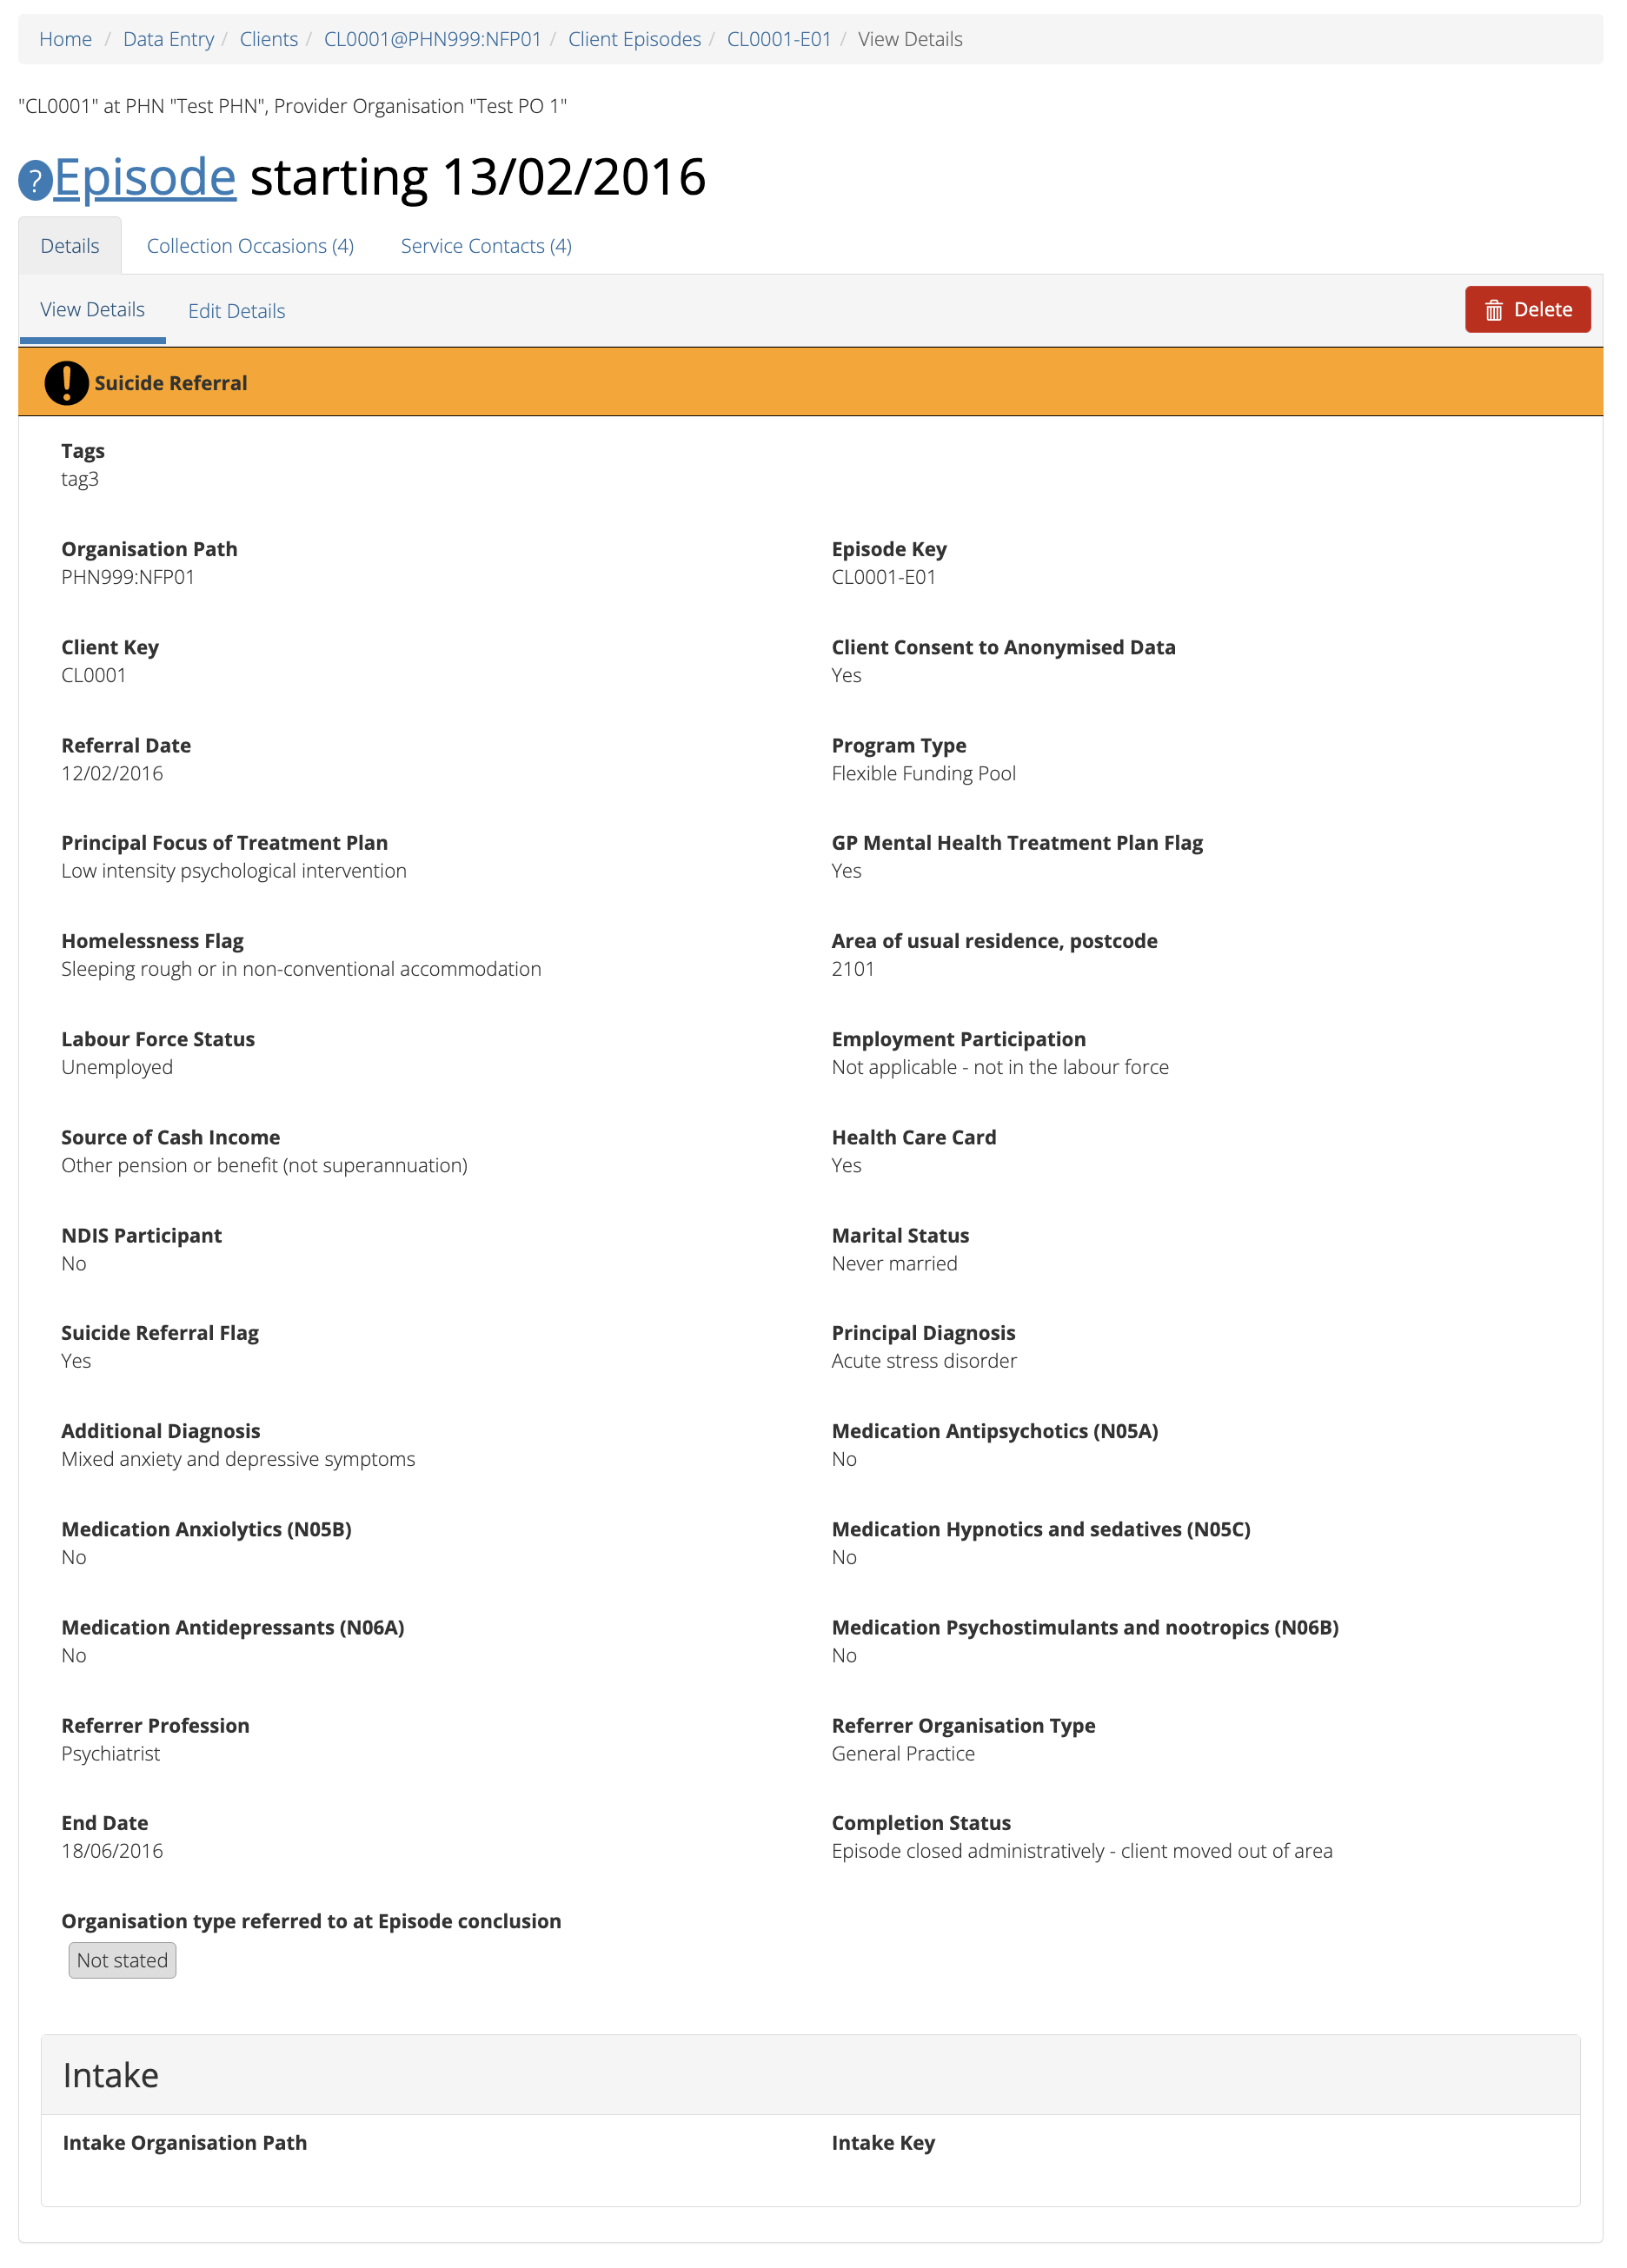 Home / Data Entry / Clients / CL0001@PHN999:NFP01 / Client Episodes / CL0001-E01 / View Details
"CL0001" at PHN "Test PHN", Provider Organisation "Test PO 1"
? Episode starting 13/02/2016
Details Collection Occasions (4) Service Contacts (4)
View Details Edit Details Delete
! Suicide Referral
Tags
tag3
Organisation Path Episode Key
PHN999:NFP01 CL0001-E01
Client Key Client Consent to Anonymised Data
CL0001 Yes
Referral Date Program Type
12/02/2016 Flexible Funding Pool
Principal Focus of Treatment Plan GP Mental Health Treatment Plan Flag
Low intensity psychological intervention Yes
Homelessness Flag Area of usual residence, postcode
Sleeping rough or in non-conventional accommodation 2101
Labour Force Status Employment Participation
Unemployed Not applicable - not in the labour force
Source of Cash Income Health Care Card
Other pension or benefit (not superannuation) Yes
NDIS Participant Marital Status
No Never married
Suicide Referral Flag Principal Diagnosis
Yes Acute stress disorder
Additional Diagnosis Medication Antipsychotics (N05A)
Mixed anxiety and depressive symptoms No
Medication Anxiolytics (N05B) Medication Hypnotics and sedatives (N05C)
No No
Medication Antidepressants (N06A) Medication Psychostimulants and nootropics (N06B)
No No
Referrer Profession Referrer Organisation Type
Psychiatrist General Practice
End Date Completion Status
18/06/2016 Episode closed administratively - client moved out of area
Organisation type referred to at Episode conclusion
Not stated
Intake
Intake Organisation Path Intake Key